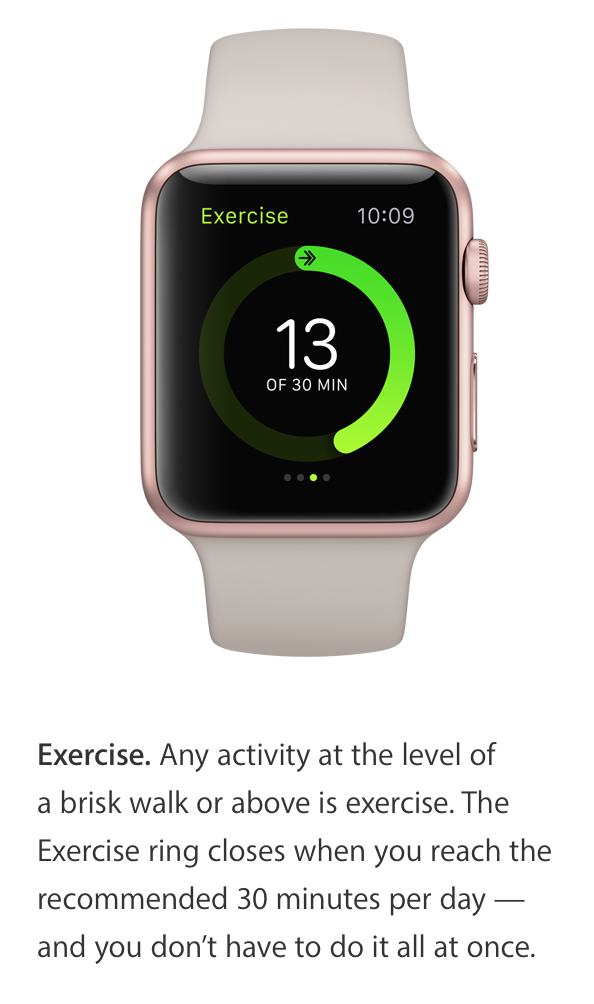 Exercise 10:09
13
OF 30 MIN
Exercise. Any activity at the level of
a brisk walk or above is exercise. The
Exercise ring closes when you reach the
recommended 30 minutes per day —
and you don’t have to do it all at once.